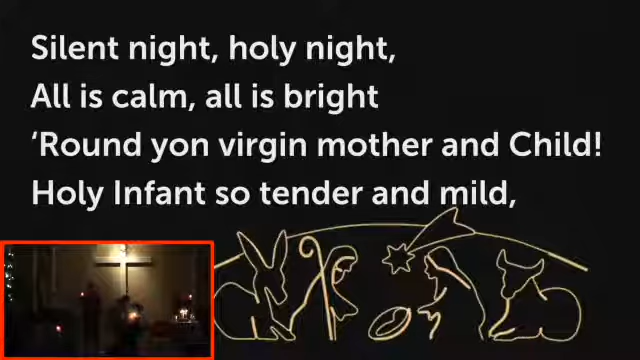 Silent night, holy night,
All is calm, all is bright
‘Round yon virgin mother and Child!
Holy Infant so tender and mild,